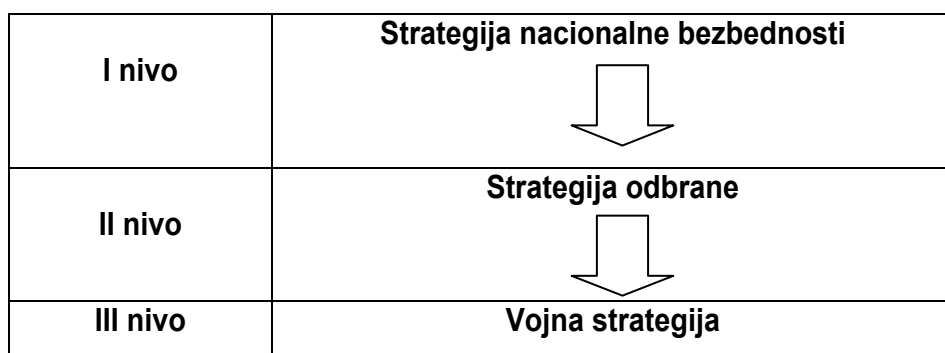 Strategija nacionalne bezbednosti
I nivo
Strategija odbrane
II nivo
III nivo
Vojna strategija